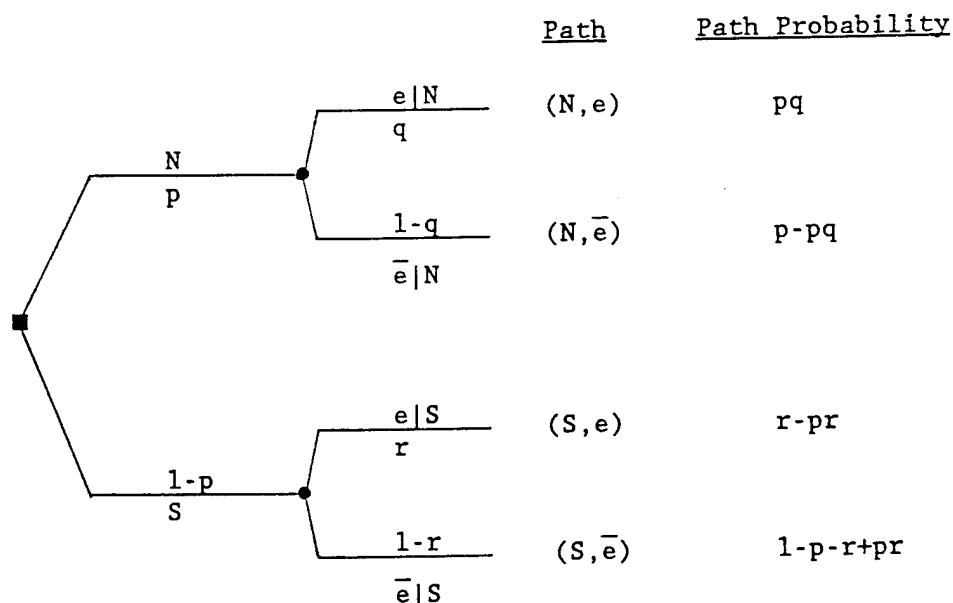 Path Path Probability
e|N
q
(N,e) pq
N
p
1-q
e̅|N
(N,e̅) p-pq
e|S
r
(S,e) r-pr
1-p
S
1-r
e̅|S
(S,e̅) 1-p-r+pr